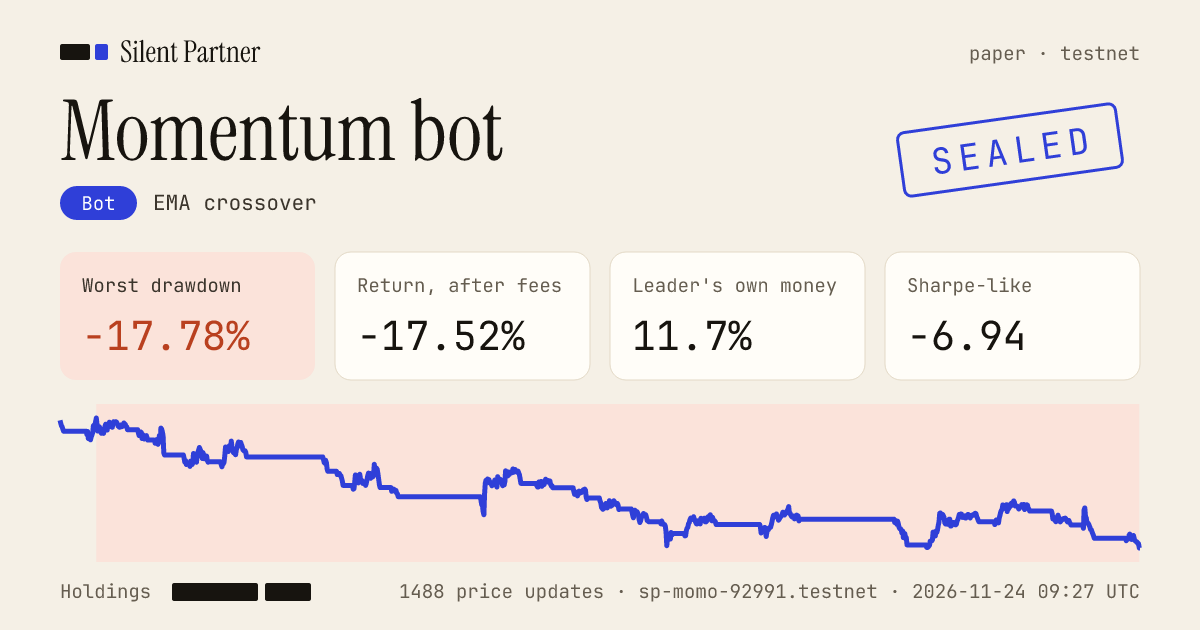 Silent Partner
paper · testnet
Momentum bot
SEALED
Bot
EMA crossover
Worst drawdown
-17.78%
Return, after fees
-17.52%
Leader's own money
11.7%
Sharpe-like
-6.94
Holdings
1488 price updates · sp-momo-92991.testnet · 2026-11-24 09:27 UTC